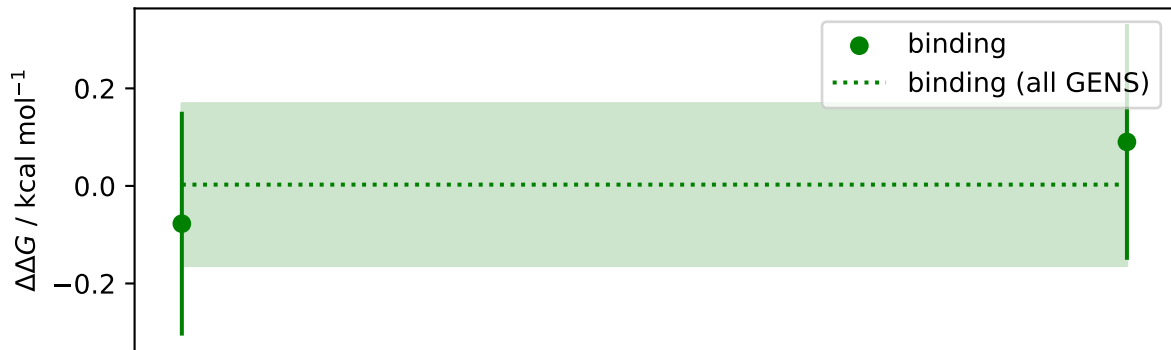 ΔΔG / kcal mol⁻¹
0.2
0.0
−0.2
binding
binding (all GENS)